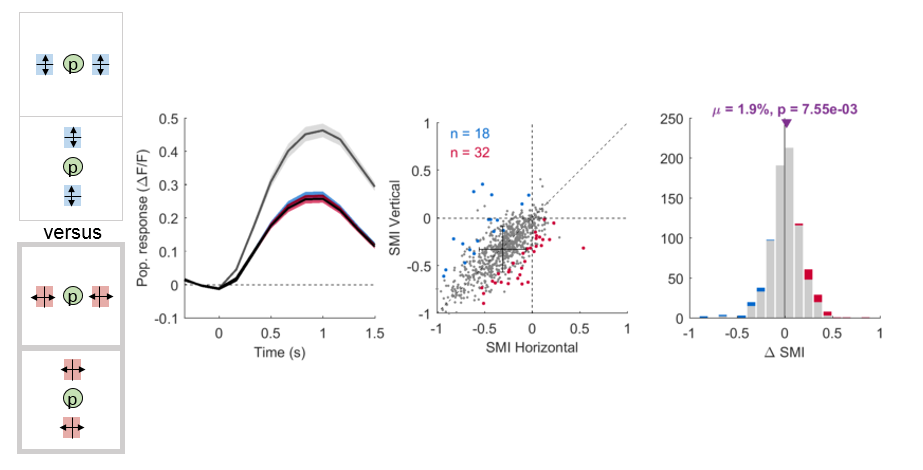 p
p
versus
p
p
0.5
0.4
0.3
0.2
0.1
0
-0.1
Pop. response (ΔF/F)
0 0.5 1 1.5
Time (s)
n = 18
n = 32
1
0.5
0
-0.5
-1
SMI Vertical
-1 -0.5 0 0.5 1
SMI Horizontal
μ = 1.9%, p = 7.55e-03
250
200
150
100
50
0
-1 -0.5 0 0.5 1
Δ SMI